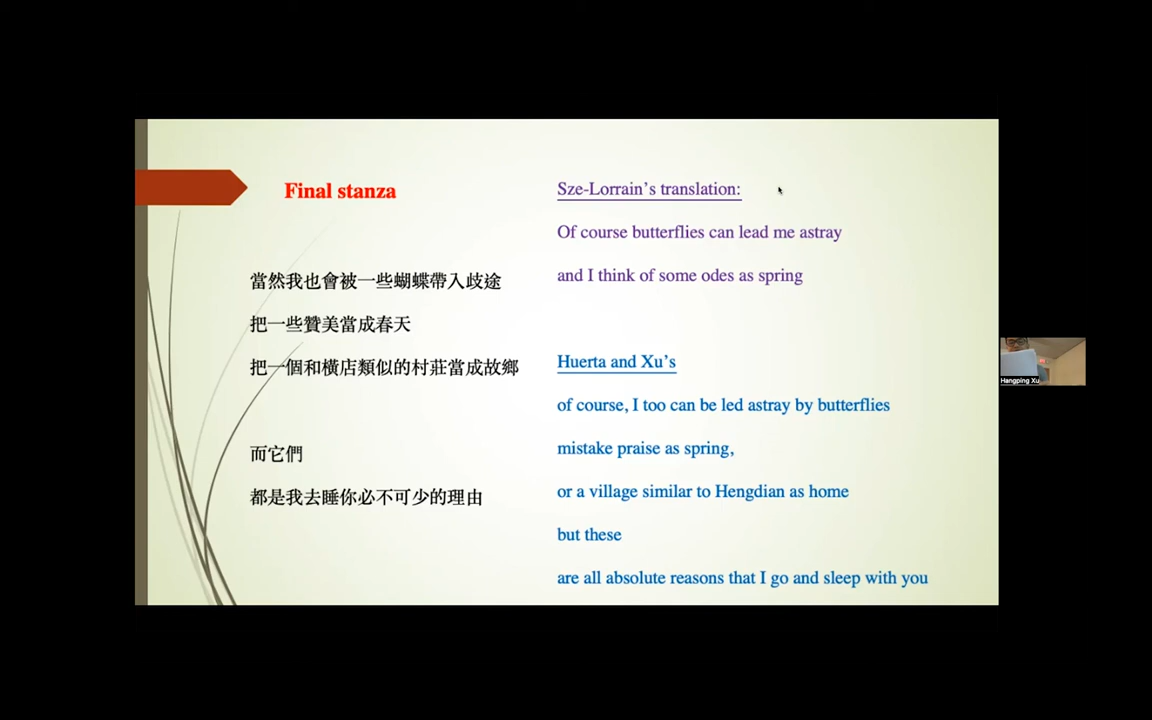 Final stanza
當然我也會被一些蝴蝶帶入歧途
把一些贊美當成春天
把一個和橫店類似的村莊當成故鄉
而它們
都是我去睡你必不可少的理由
Sze-Lorrain’s translation:
Of course butterflies can lead me astray
and I think of some odes as spring
Huerta and Xu’s
of course, I too can be led astray by butterflies
mistake praise as spring,
or a village similar to Hengdian as home
but these
are all absolute reasons that I go and sleep with you
Hangping Xu